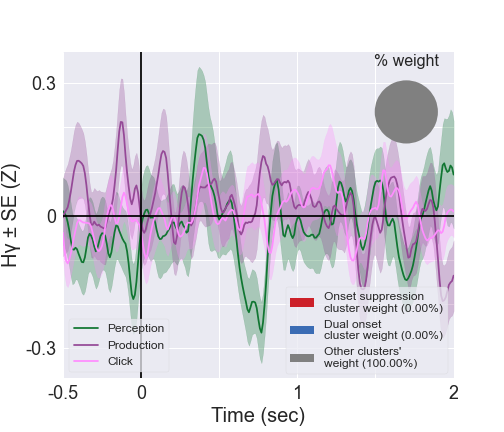 % weight
0.3
0
-0.3
Hγ ± SE (Z)
Perception
Production
Click
Onset suppression
cluster weight (0.00%)
Dual onset
cluster weight (0.00%)
Other clusters'
weight (100.00%)
-0.5
0
1
2
Time (sec)